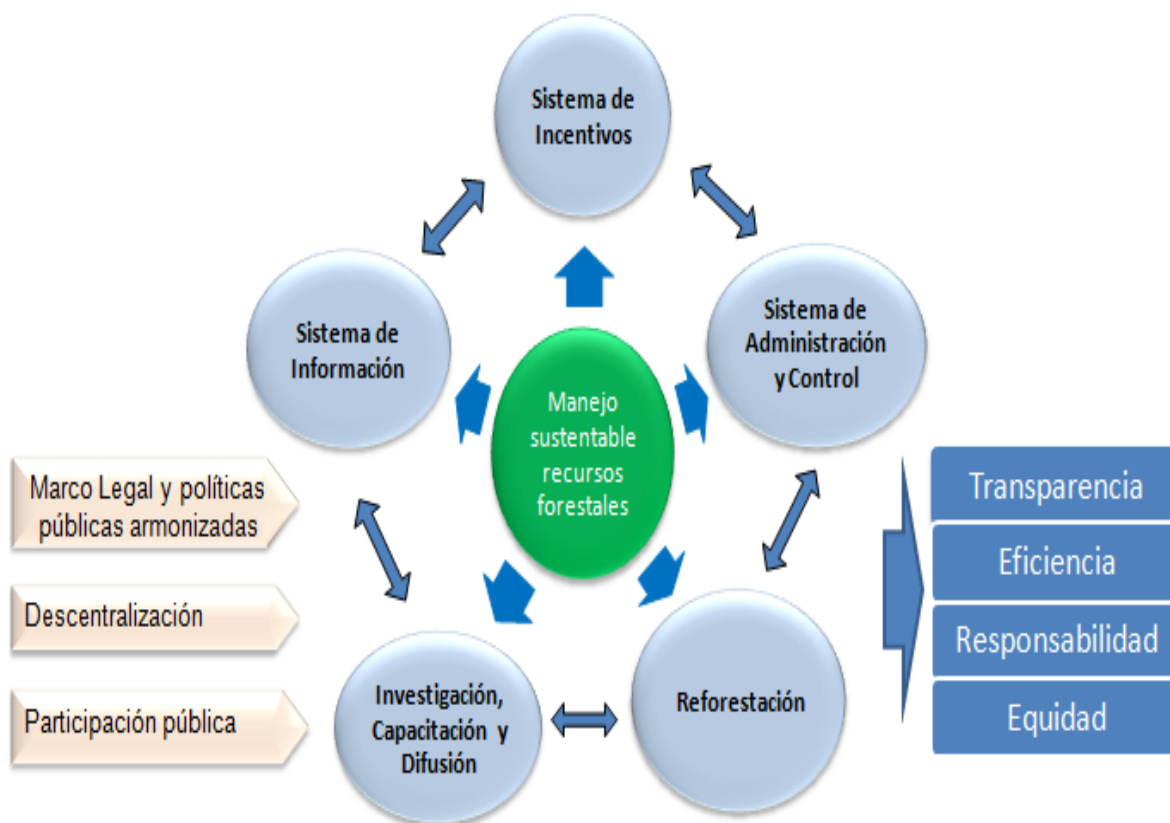 Sistema de
Incentivos
Sistema de
Información
Sistema de
Administración
y Control
Manejo
sustentable
recursos
forestales
Marco Legal y políticas
públicas armonizadas
Descentralización
Participación pública
Investigación,
Capacitación y
Difusión
Reforestación
Transparencia
Eficiencia
Responsabilidad
Equidad